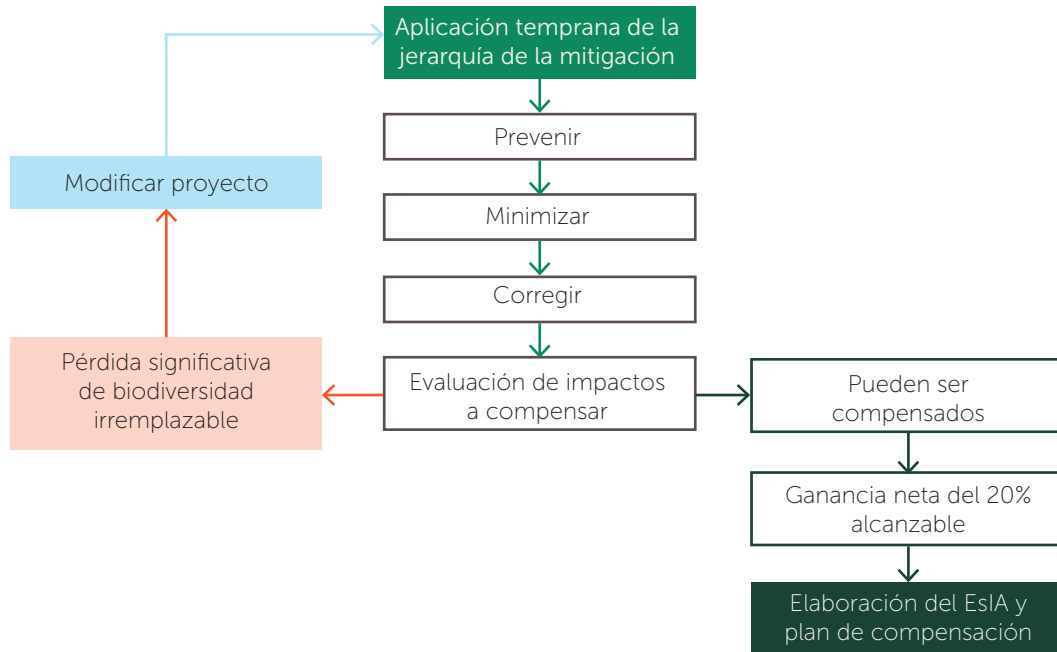 Aplicación temprana de la
jerarquía de la mitigación
Prevenir
Modificar proyecto
Minimizar
Corregir
Pérdida significativa
de biodiversidad
irremplazable
Evaluación de impactos
a compensar
Pueden ser
compensados
Ganancia neta del 20%
alcanzable
Elaboración del EsIA y
plan de compensación